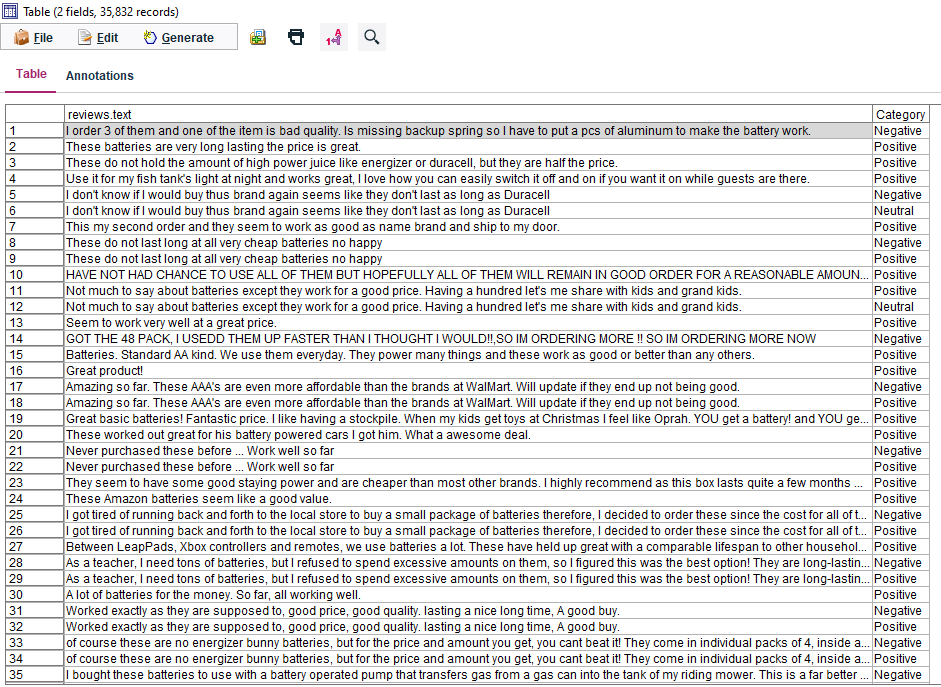 Table (2 fields, 35,832 records)
File Edit Generate
Table Annotations
reviews.text Category
1 I order 3 of them and one of the item is bad quality. Is missing backup spring so I have to put a pcs of aluminum to make the battery work. Negative
2 These batteries are very long lasting the price is great. Positive
3 These do not hold the amount of high power juice like energizer or duracell, but they are half the price. Positive
4 Use it for my fish tank's light at night and works great, I love how you can easily switch it off and on if you want it on while guests are there. Positive
5 I don't know if I would buy thus brand again seems like they don't last as long as Duracell Negative
6 I don't know if I would buy thus brand again seems like they don't last as long as Duracell Neutral
7 This my second order and they seem to work as good as name brand and ship to my door. Positive
8 These do not last long at all very cheap batteries no happy Negative
9 These do not last long at all very cheap batteries no happy Positive
10 HAVE NOT HAD CHANCE TO USE ALL OF THEM BUT HOPEFULLY ALL OF THEM WILL REMAIN IN GOOD ORDER FOR A REASONABLE AMOUN... Positive
11 Not much to say about batteries except they work for a good price. Having a hundred let's me share with kids and grand kids. Positive
12 Not much to say about batteries except they work for a good price. Having a hundred let's me share with kids and grand kids. Neutral
13 Seem to work very well at a great price. Positive
14 GOT THE 48 PACK, I USEDD THEM UP FASTER THAN I THOUGHT I WOULD!!,SO IM ORDERING MORE !! SO IM ORDERING MORE NOW Negative
15 Batteries. Standard AA kind. We use them everyday. They power many things and these work as good or better than any others. Positive
16 Great product! Positive
17 Amazing so far. These AAA's are even more affordable than the brands at WalMart. Will update if they end up not being good. Negative
18 Amazing so far. These AAA's are even more affordable than the brands at WalMart. Will update if they end up not being good. Positive
19 Great basic batteries! Fantastic price. I like having a stockpile. When my kids get toys at Christmas I feel like Oprah. YOU get a battery! and YOU ge... Positive
20 These worked out great for his battery powered cars I got him. What a awesome deal. Positive
21 Never purchased these before ... Work well so far Negative
22 Never purchased these before ... Work well so far Positive
23 They seem to have some good staying power and are cheaper than most other brands. I highly recommend as this box lasts quite a few months ... Positive
24 These Amazon batteries seem like a good value. Positive
25 I got tired of running back and forth to the local store to buy a small package of batteries therefore, I decided to order these since the cost for all of t... Negative
26 I got tired of running back and forth to the local store to buy a small package of batteries therefore, I decided to order these since the cost for all of t... Positive
27 Between LeapPads, Xbox controllers and remotes, we use batteries a lot. These have held up great with a comparable lifespan to other househol... Positive
28 As a teacher, I need tons of batteries, but I refused to spend excessive amounts on them, so I figured this was the best option! They are long-lastin... Negative
29 As a teacher, I need tons of batteries, but I refused to spend excessive amounts on them, so I figured this was the best option! They are long-lastin... Positive
30 A lot of batteries for the money. So far, all working well. Positive
31 Worked exactly as they are supposed to, good price, good quality. lasting a nice long time, A good buy. Negative
32 Worked exactly as they are supposed to, good price, good quality. lasting a nice long time, A good buy. Positive
33 of course these are no energizer bunny batteries, but for the price and amount you get, you cant beat it! They come in individual packs of 4, inside a... Negative
34 of course these are no energizer bunny batteries, but for the price and amount you get, you cant beat it! They come in individual packs of 4, inside a... Positive
35 I bought these batteries to use with a battery operated pump that transfers gas from a gas can into the tank of my riding mower. This is a far better ... Negative